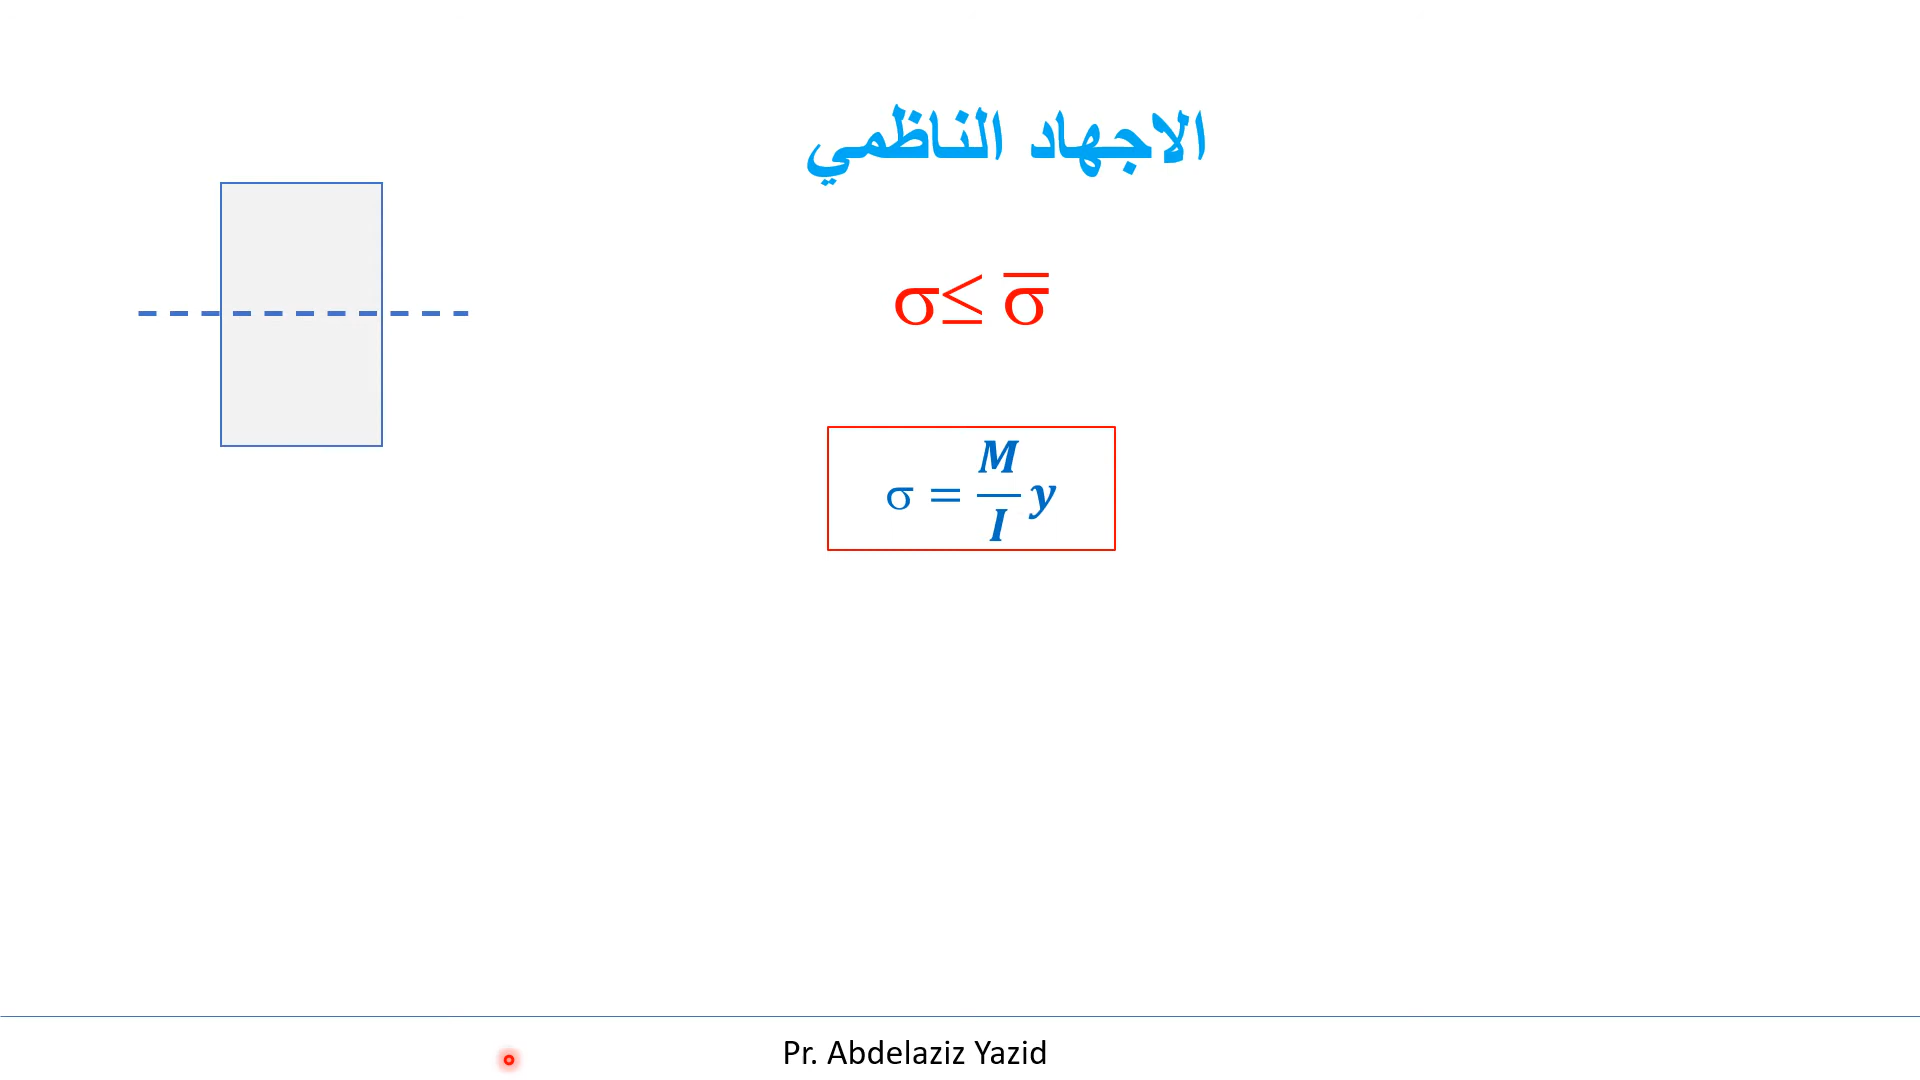 الاجهاد الناظمي
σ≤ σ̅
σ = M/I y
Pr. Abdelaziz Yazid